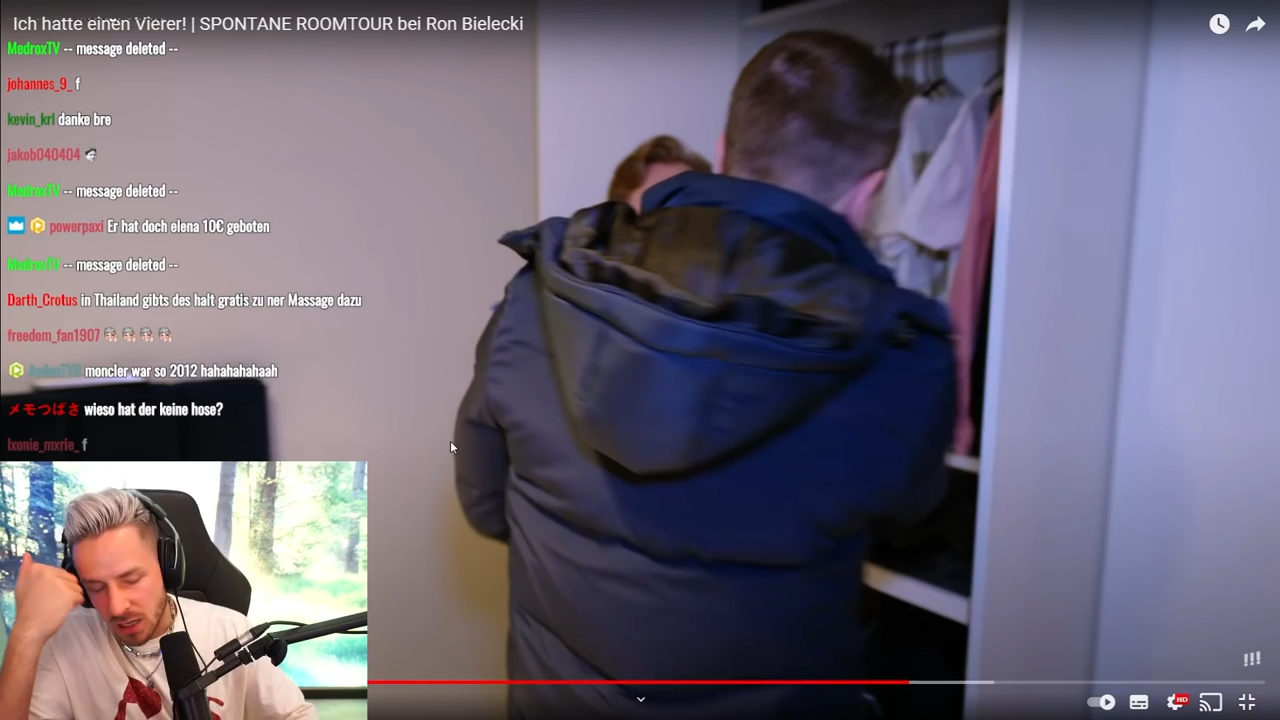 Ich hatte einen Vierer! | SPONTANE ROOMTOUR bei Ron Bielecki
MedroxTV -- message deleted --
johannes_9_ f
kevin_krl danke bre
jakob040404
MedroxTV -- message deleted --
powerpaxi Er hat doch elena 10€ geboten
MedroxTV -- message deleted --
Darth_Crotus in Thailand gibts des halt gratis zu ner Massage dazu
freedom_fan1907
moncler war so 2012 hahahahahaah
メモつばさ wieso hat der keine hose?
lxonie_mxrie_ f
!!!
HD